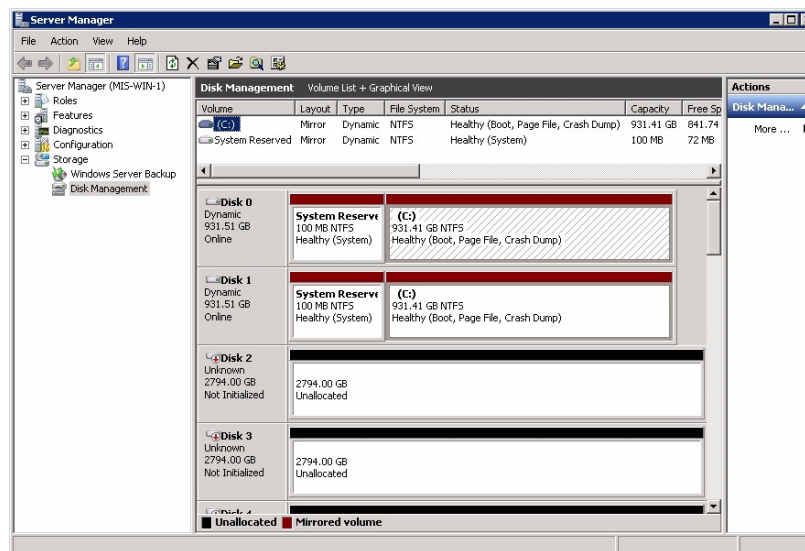 Server Manager
File Action View Help
Server Manager (MIS-WIN-1)
Roles
Features
Diagnostics
Configuration
Storage
Windows Server Backup
Disk Management
Disk Management Volume List + Graphical View
Volume Layout Type File System Status Capacity Free Sp
(C:) Mirror Dynamic NTFS Healthy (Boot, Page File, Crash Dump) 931.41 GB 841.74
System Reserved Mirror Dynamic NTFS Healthy (System) 100 MB 72 MB
Disk 0
Dynamic
931.51 GB
Online
System Reserve
100 MB NTFS
Healthy (System)
(C:)
931.41 GB NTFS
Healthy (Boot, Page File, Crash Dump)
Disk 1
Dynamic
931.51 GB
Online
System Reserve
100 MB NTFS
Healthy (System)
(C:)
931.41 GB NTFS
Healthy (Boot, Page File, Crash Dump)
Disk 2
Unknown
2794.00 GB
Not Initialized
2794.00 GB
Unallocated
Disk 3
Unknown
2794.00 GB
Not Initialized
2794.00 GB
Unallocated
Disk 4
Unallocated Mirrored volume
Actions
Disk Mana...
More ...